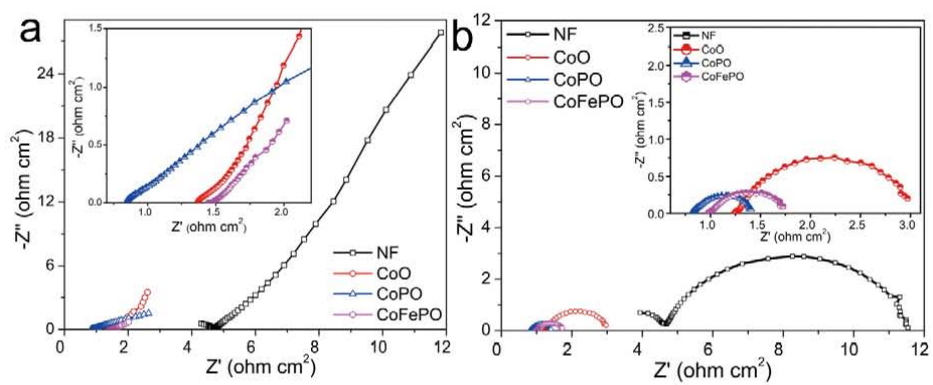 a
-Z'' (ohm cm²)
24
18
12
6
0
0 2 4 6 8 10 12
Z' (ohm cm²)
1.5
1.0
0.5
0.0
-Z'' (ohm cm²)
1.0 1.5 2.0
Z' (ohm cm²)
NF
CoO
CoPO
CoFePO
b
-Z'' (ohm cm²)
12
10
8
6
4
2
0
0 2 4 6 8 10 12
Z' (ohm cm²)
NF
CoO
CoPO
CoFePO
2.5
2.0
1.5
1.0
0.5
0.0
-Z'' (ohm cm²)
1.0 1.5 2.0 2.5 3.0
Z' (ohm cm²)
NF
CoO
CoPO
CoFePO